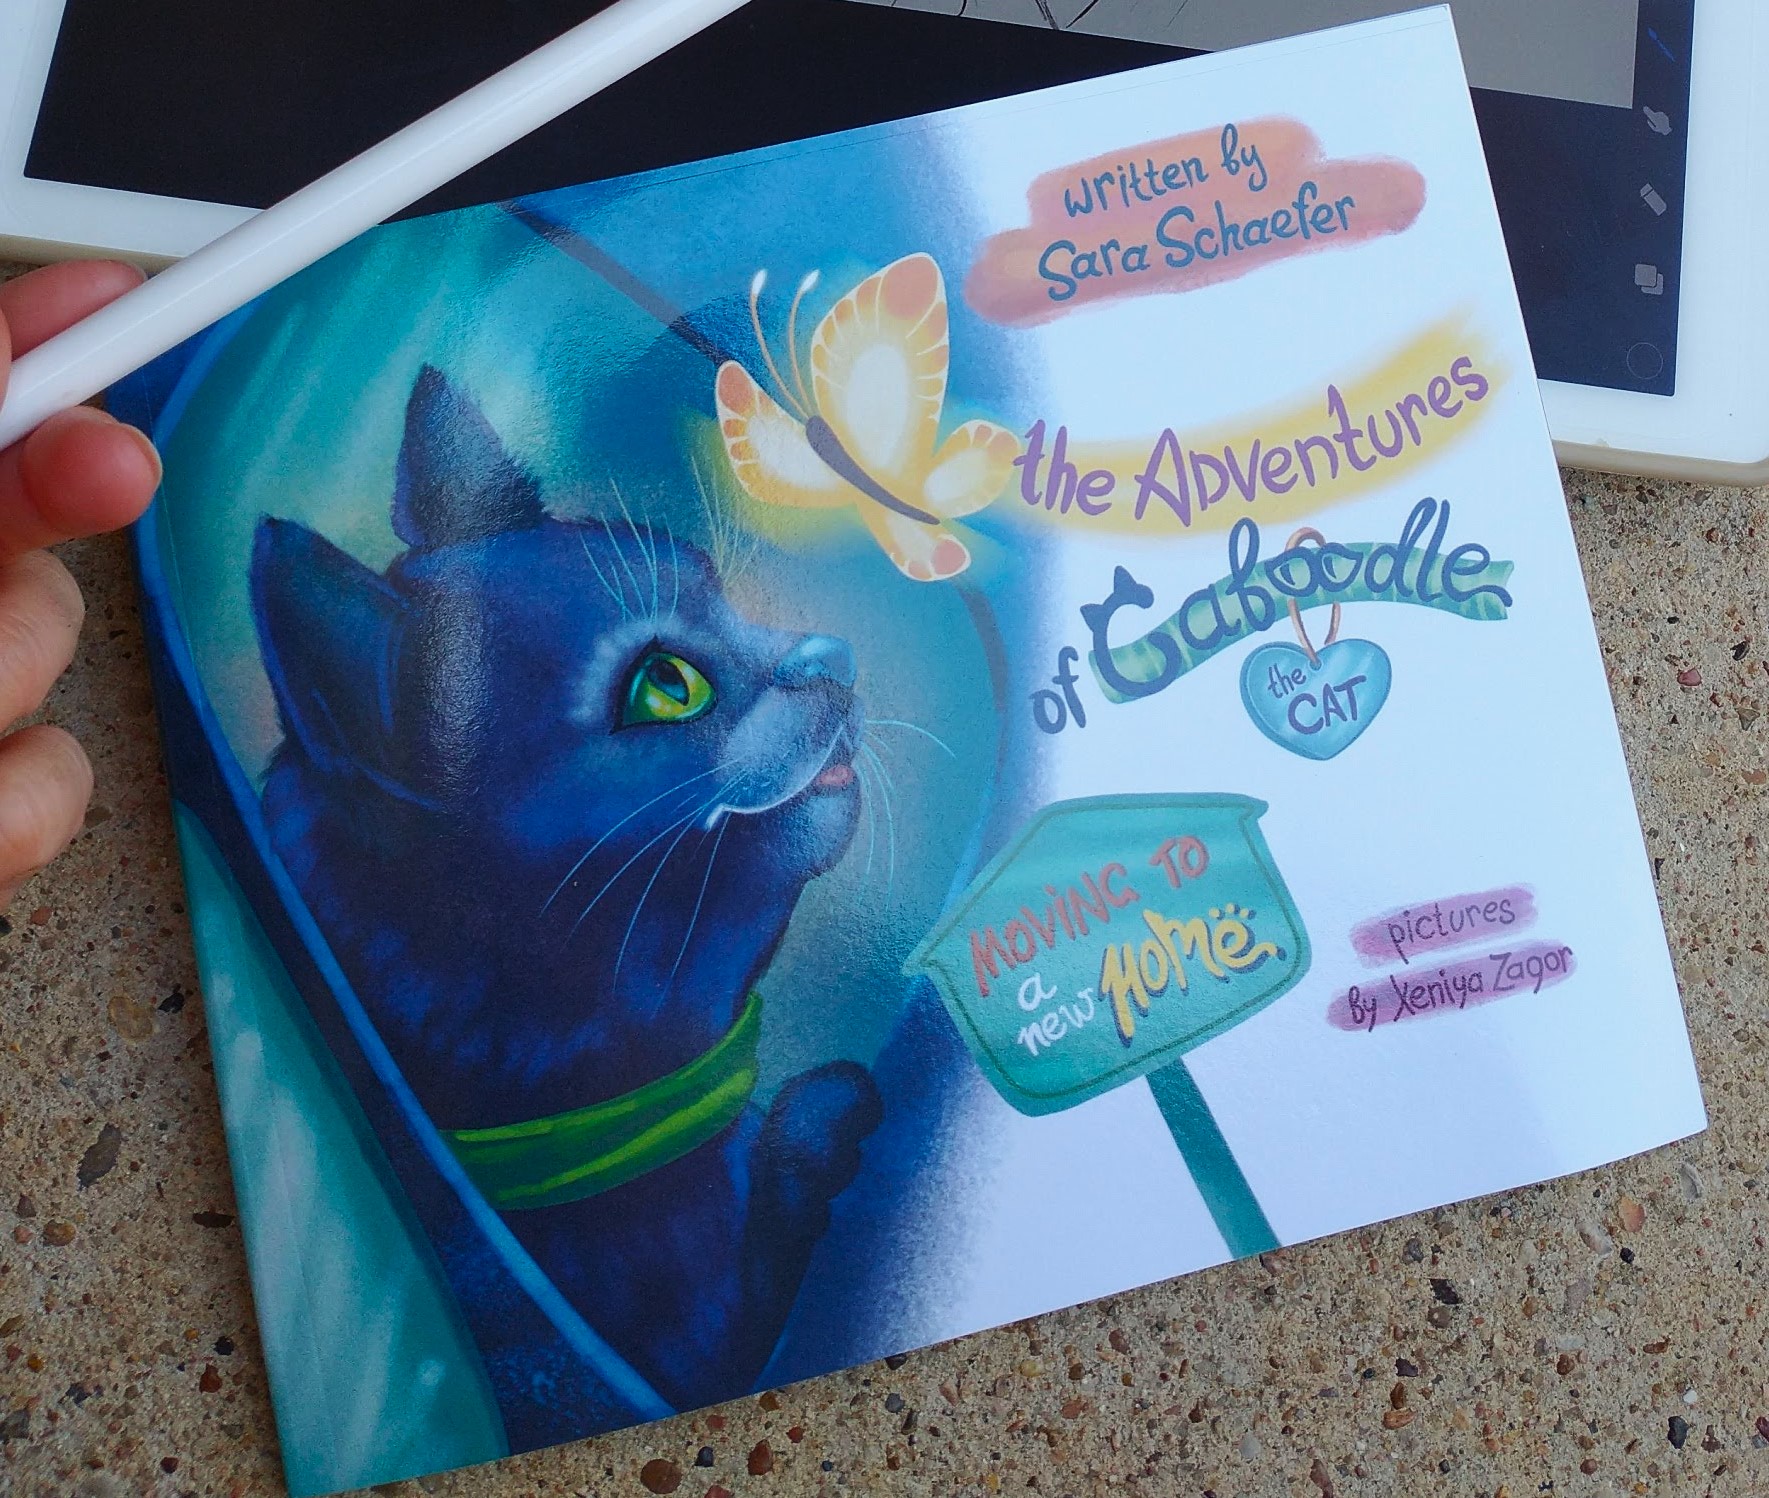 written by
Sara Schaefer
the Adventures
of Caboodle
the
CAT
MOVING TO
a
new HOMe
pictures
by Xeniya Zagor